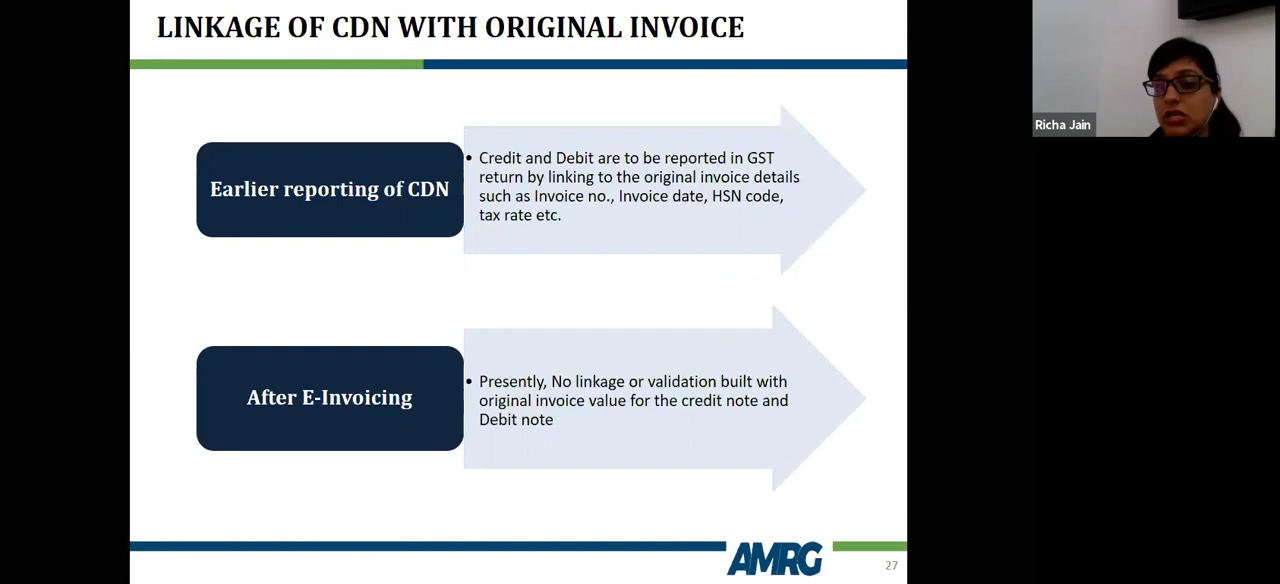 LINKAGE OF CDN WITH ORIGINAL INVOICE
Richa Jain
Earlier reporting of CDN
• Credit and Debit are to be reported in GST
return by linking to the original invoice details
such as Invoice no., Invoice date, HSN code,
tax rate etc.
After E-Invoicing
• Presently, No linkage or validation built with
original invoice value for the credit note and
Debit note
AMRG
27